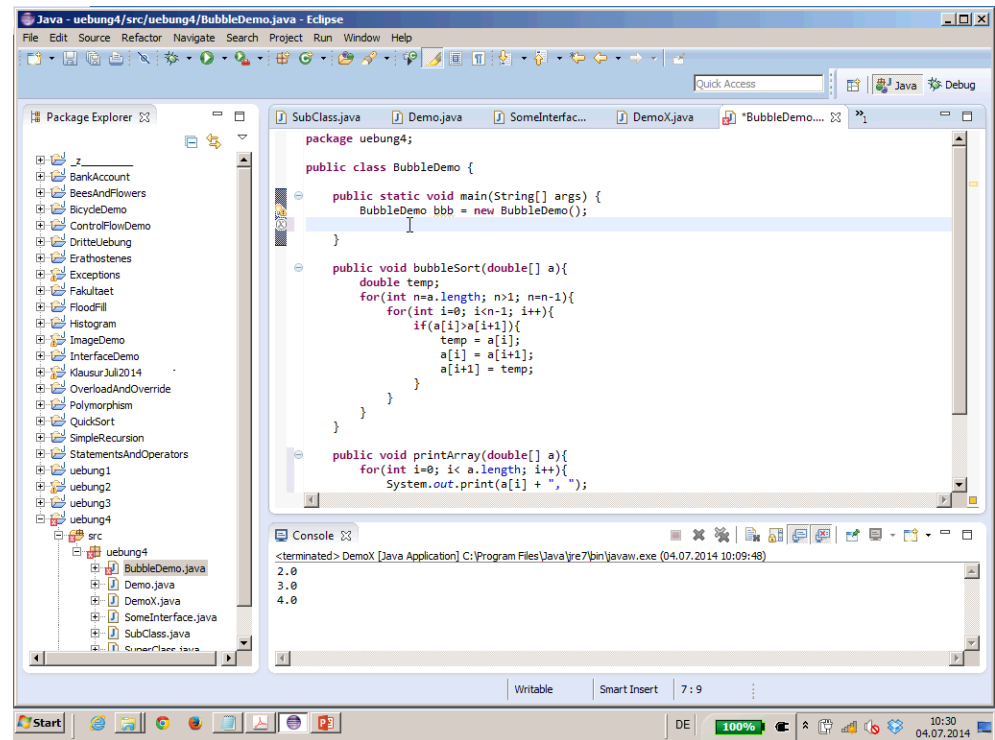 Java - uebung4/src/uebung4/BubbleDemo.java - Eclipse
File Edit Source Refactor Navigate Search Project Run Window Help
Quick Access
Java
Debug
Package Explorer
_z________
BankAccount
BeesAndFlowers
BicycleDemo
ControlFlowDemo
DritteUebung
Erathostenes
Exceptions
Fakultaet
FloodFill
Histogram
ImageDemo
InterfaceDemo
KlausurJuli2014
OverloadAndOverride
Polymorphism
QuickSort
SimpleRecursion
StatementsAndOperators
uebung1
uebung2
uebung3
uebung4
src
uebung4
BubbleDemo.java
Demo.java
DemoX.java
SomeInterface.java
SubClass.java
SuperClass.java
SubClass.java Demo.java SomeInterfac... DemoX.java *BubbleDemo.... »1
package uebung4;
public class BubbleDemo {
public static void main(String[] args) {
BubbleDemo bbb = new BubbleDemo();
}
public void bubbleSort(double[] a){
double temp;
for(int n=a.length; n>1; n=n-1){
for(int i=0; i<n-1; i++){
if(a[i]>a[i+1]){
temp = a[i];
a[i] = a[i+1];
a[i+1] = temp;
}
}
}
}
public void printArray(double[] a){
for(int i=0; i< a.length; i++){
System.out.print(a[i] + ", ");
Console
<terminated> DemoX [Java Application] C:\Program Files\Java\jre7\bin\javaw.exe (04.07.2014 10:09:48)
2.0
3.0
4.0
Writable Smart Insert 7 : 9
Start
DE
100%
10:30
04.07.2014